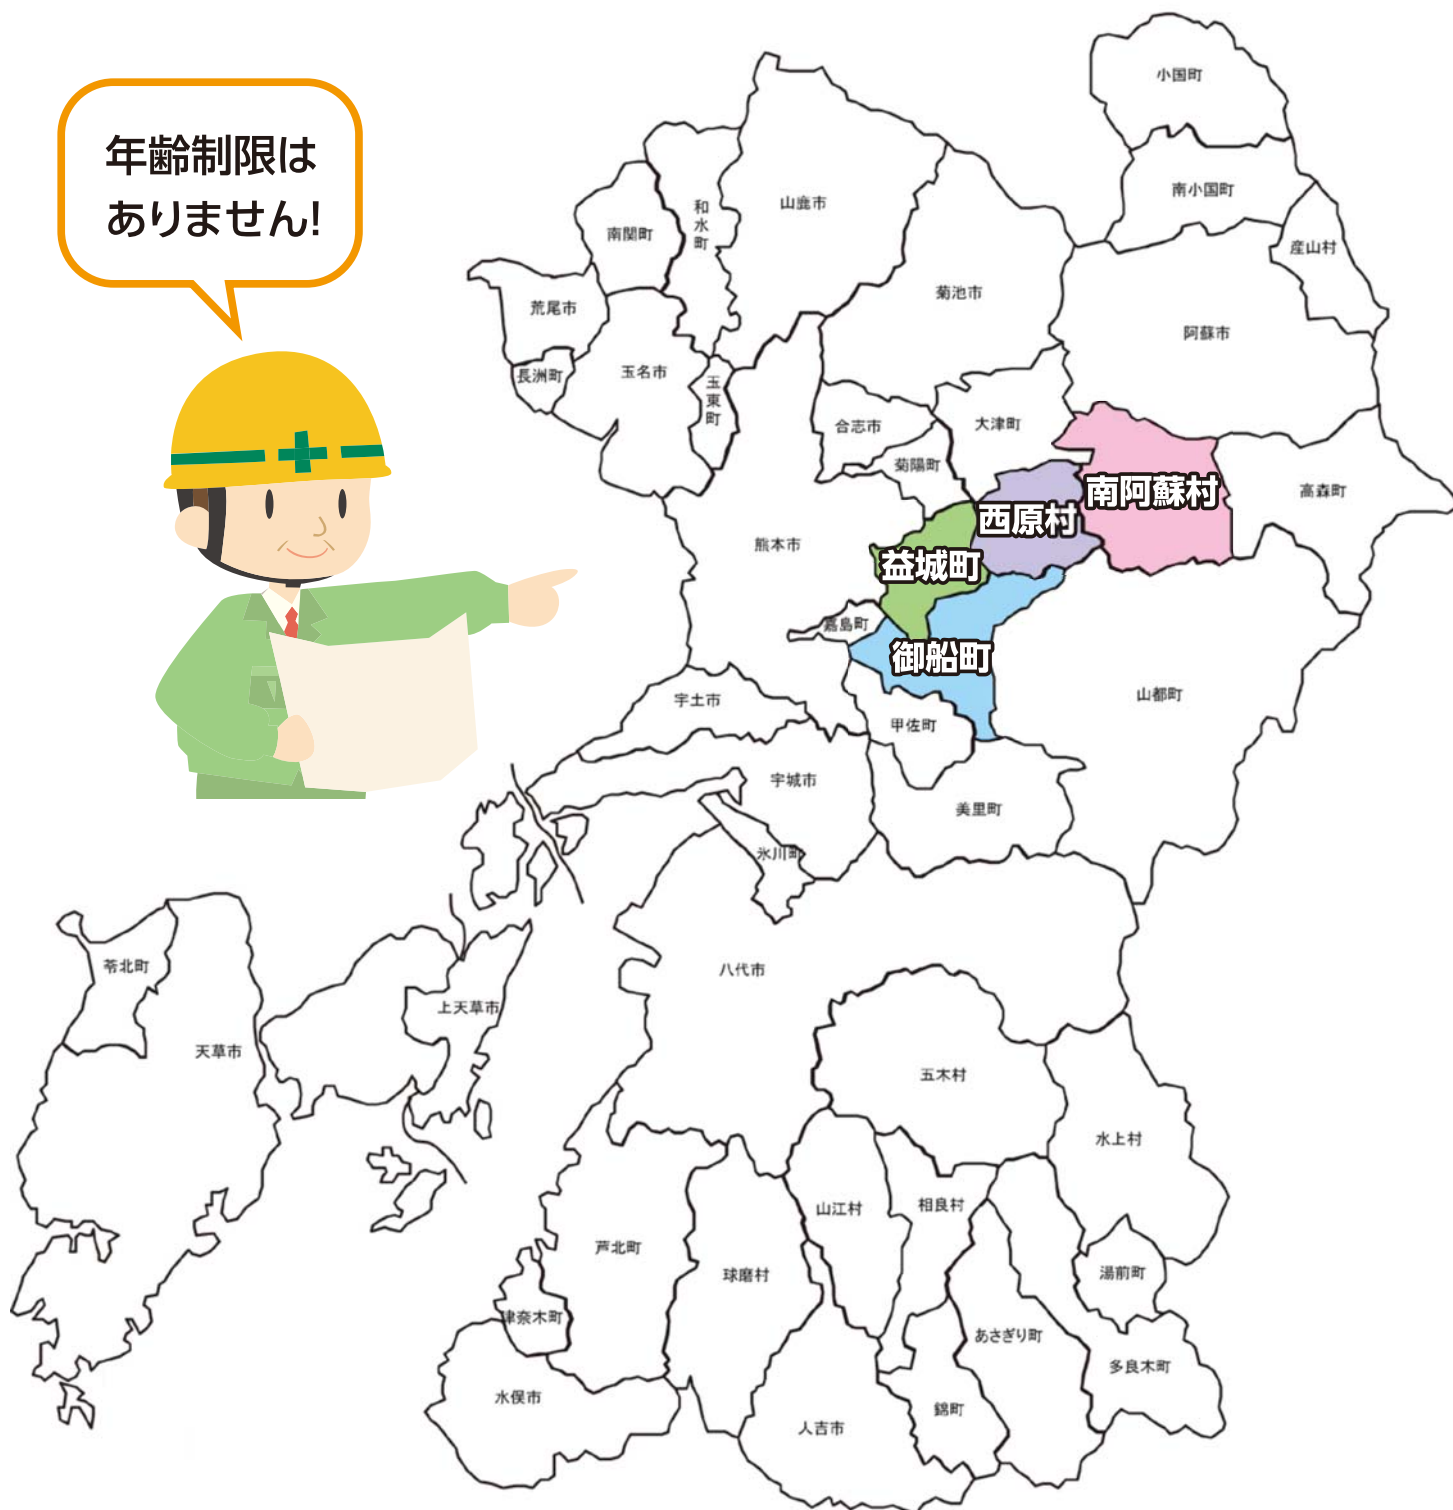 年齢制限は
ありません!
小国町
南小国町
産山村
山鹿市
和水町
南関町
荒尾市
長洲町
玉名市
玉東町
菊池市
阿蘇市
合志市
菊陽町
大津町
南阿蘇村
高森町
西原村
熊本市
益城町
嘉島町
御船町
山都町
甲佐町
宇土市
宇城市
美里町
氷川町
八代市
苓北町
上天草市
天草市
五木村
水上村
山江村
相良村
芦北町
球磨村
湯前町
津奈木町
あさぎり町
多良木町
水俣市
錦町
人吉市